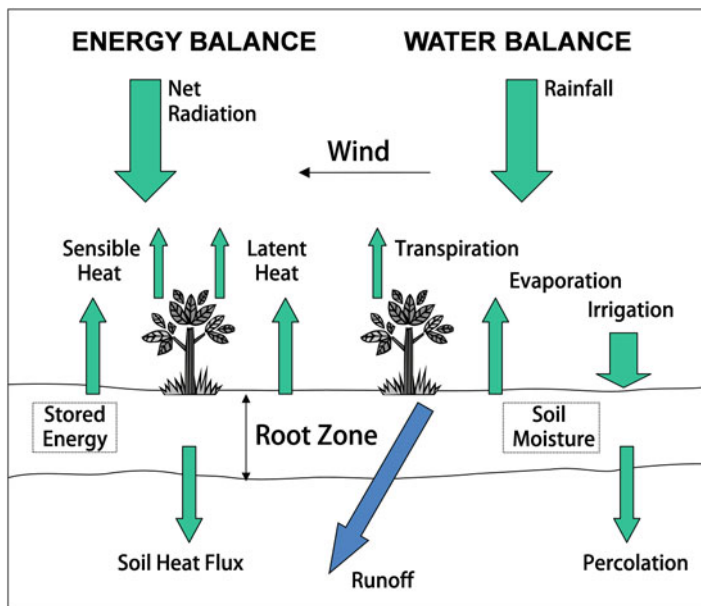 ENERGY BALANCE
WATER BALANCE
Net
Radiation
Rainfall
Wind
Sensible
Heat
Latent
Heat
Transpiration
Evaporation
Irrigation
Stored
Energy
Root Zone
Soil
Moisture
Soil Heat Flux
Runoff
Percolation